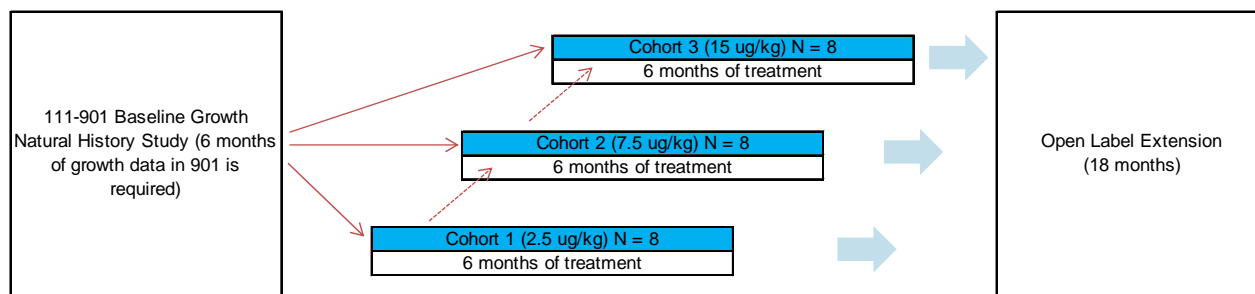 111-901 Baseline Growth
Natural History Study (6 months
of growth data in 901 is
required)
Cohort 3 (15 ug/kg) N = 8
6 months of treatment
Cohort 2 (7.5 ug/kg) N = 8
6 months of treatment
Cohort 1 (2.5 ug/kg) N = 8
6 months of treatment
Open Label Extension
(18 months)